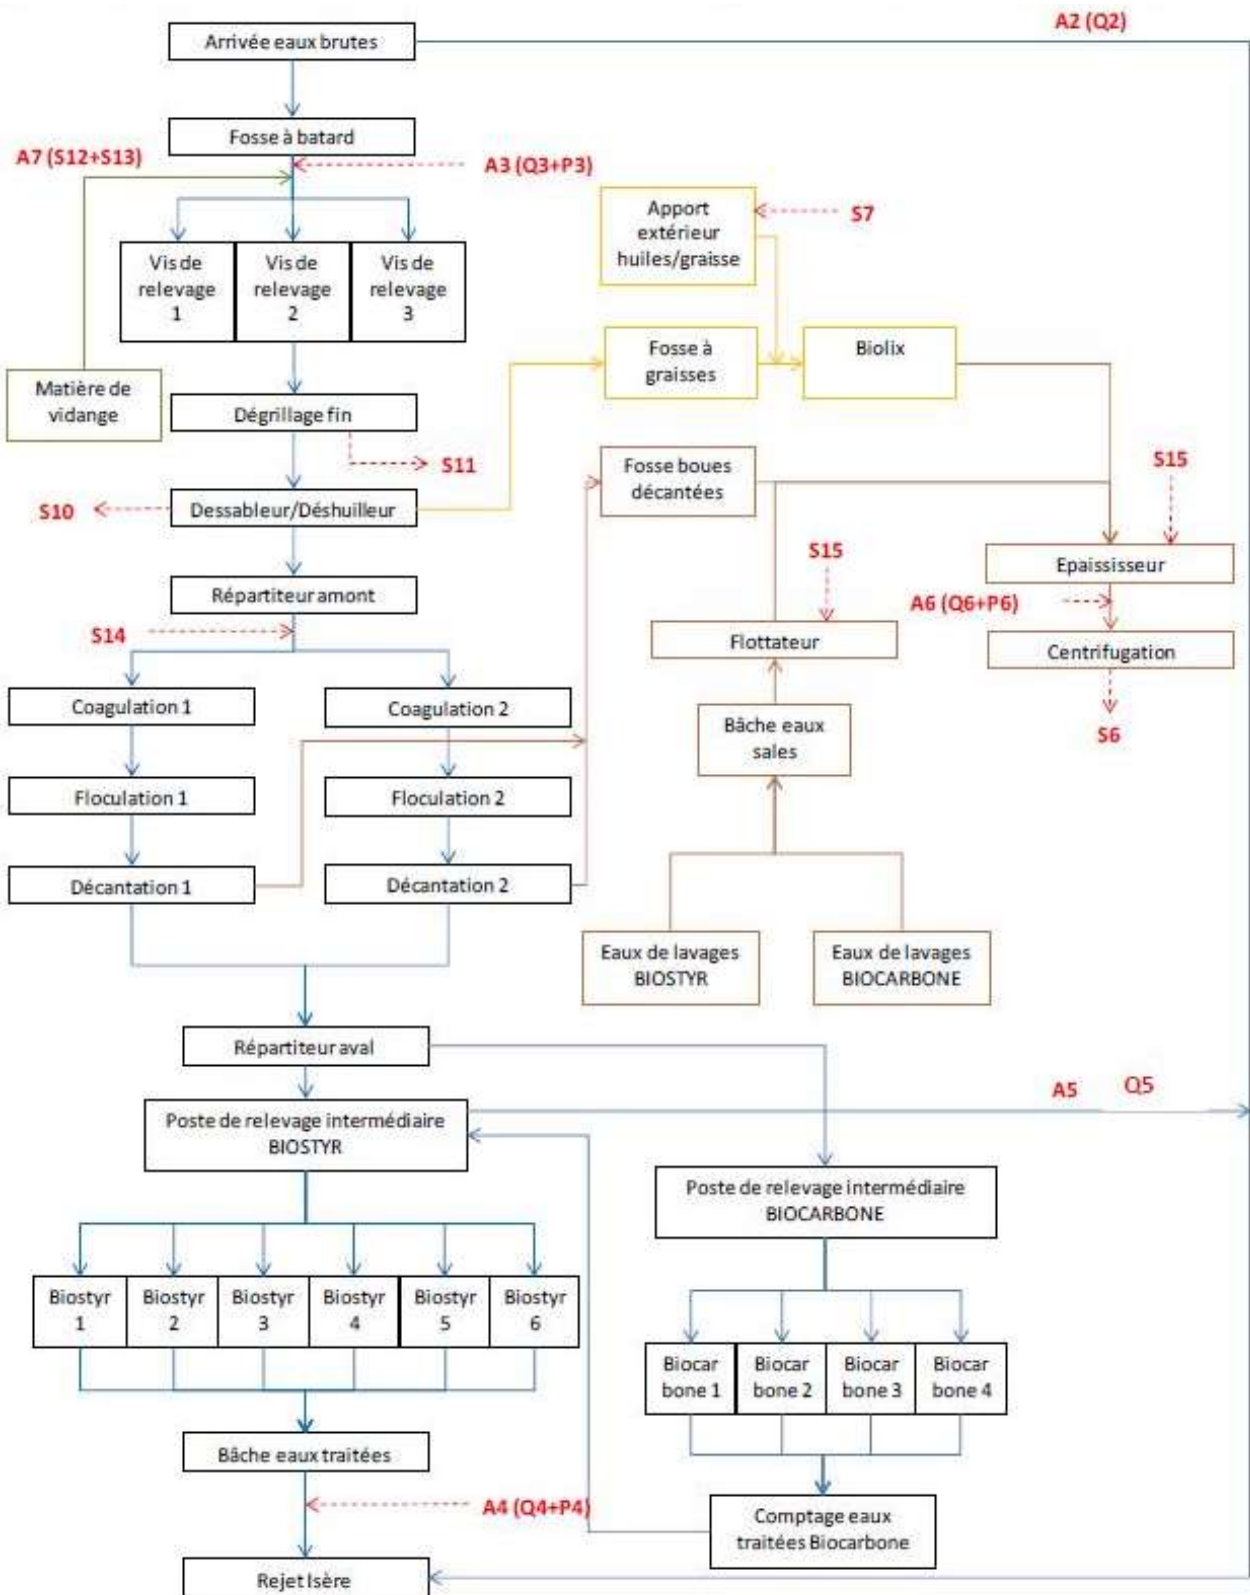 A2 (Q2)
Arrivée eaux brutes
Fosse à batard
A7 (S12+S13)
A3 (Q3+P3)
Apport
extérieur
huiles/graisse
S7
Vis de
relevage
1
Vis de
relevage
2
Vis de
relevage
3
Fosse à
graisses
Biolix
Matière de
vidange
Dégrillage fin
S11
Fosse boues
décantées
S15
S10
Dessableur/Déshuilleur
S15
Epaississeur
Répartiteur amont
A6 (Q6+P6)
S14
Flottateur
Centrifugation
Coagulation 1
Coagulation 2
Bâche eaux
sales
S6
Floculation 1
Floculation 2
Décantation 1
Décantation 2
Eaux de lavages
BIOSTYR
Eaux de lavages
BIOCARBONE
Répartiteur aval
A5
Q5
Poste de relevage intermédiaire
BIOSTYR
Poste de relevage intermédiaire
BIOCARBONE
Biostyr
1
Biostyr
2
Biostyr
3
Biostyr
4
Biostyr
5
Biostyr
6
Biocar
bone 1
Biocar
bone 2
Biocar
bone 3
Biocar
bone 4
Bâche eaux traitées
A4 (Q4+P4)
Comptage eaux
traitées Biocarbone
Rejet Isère